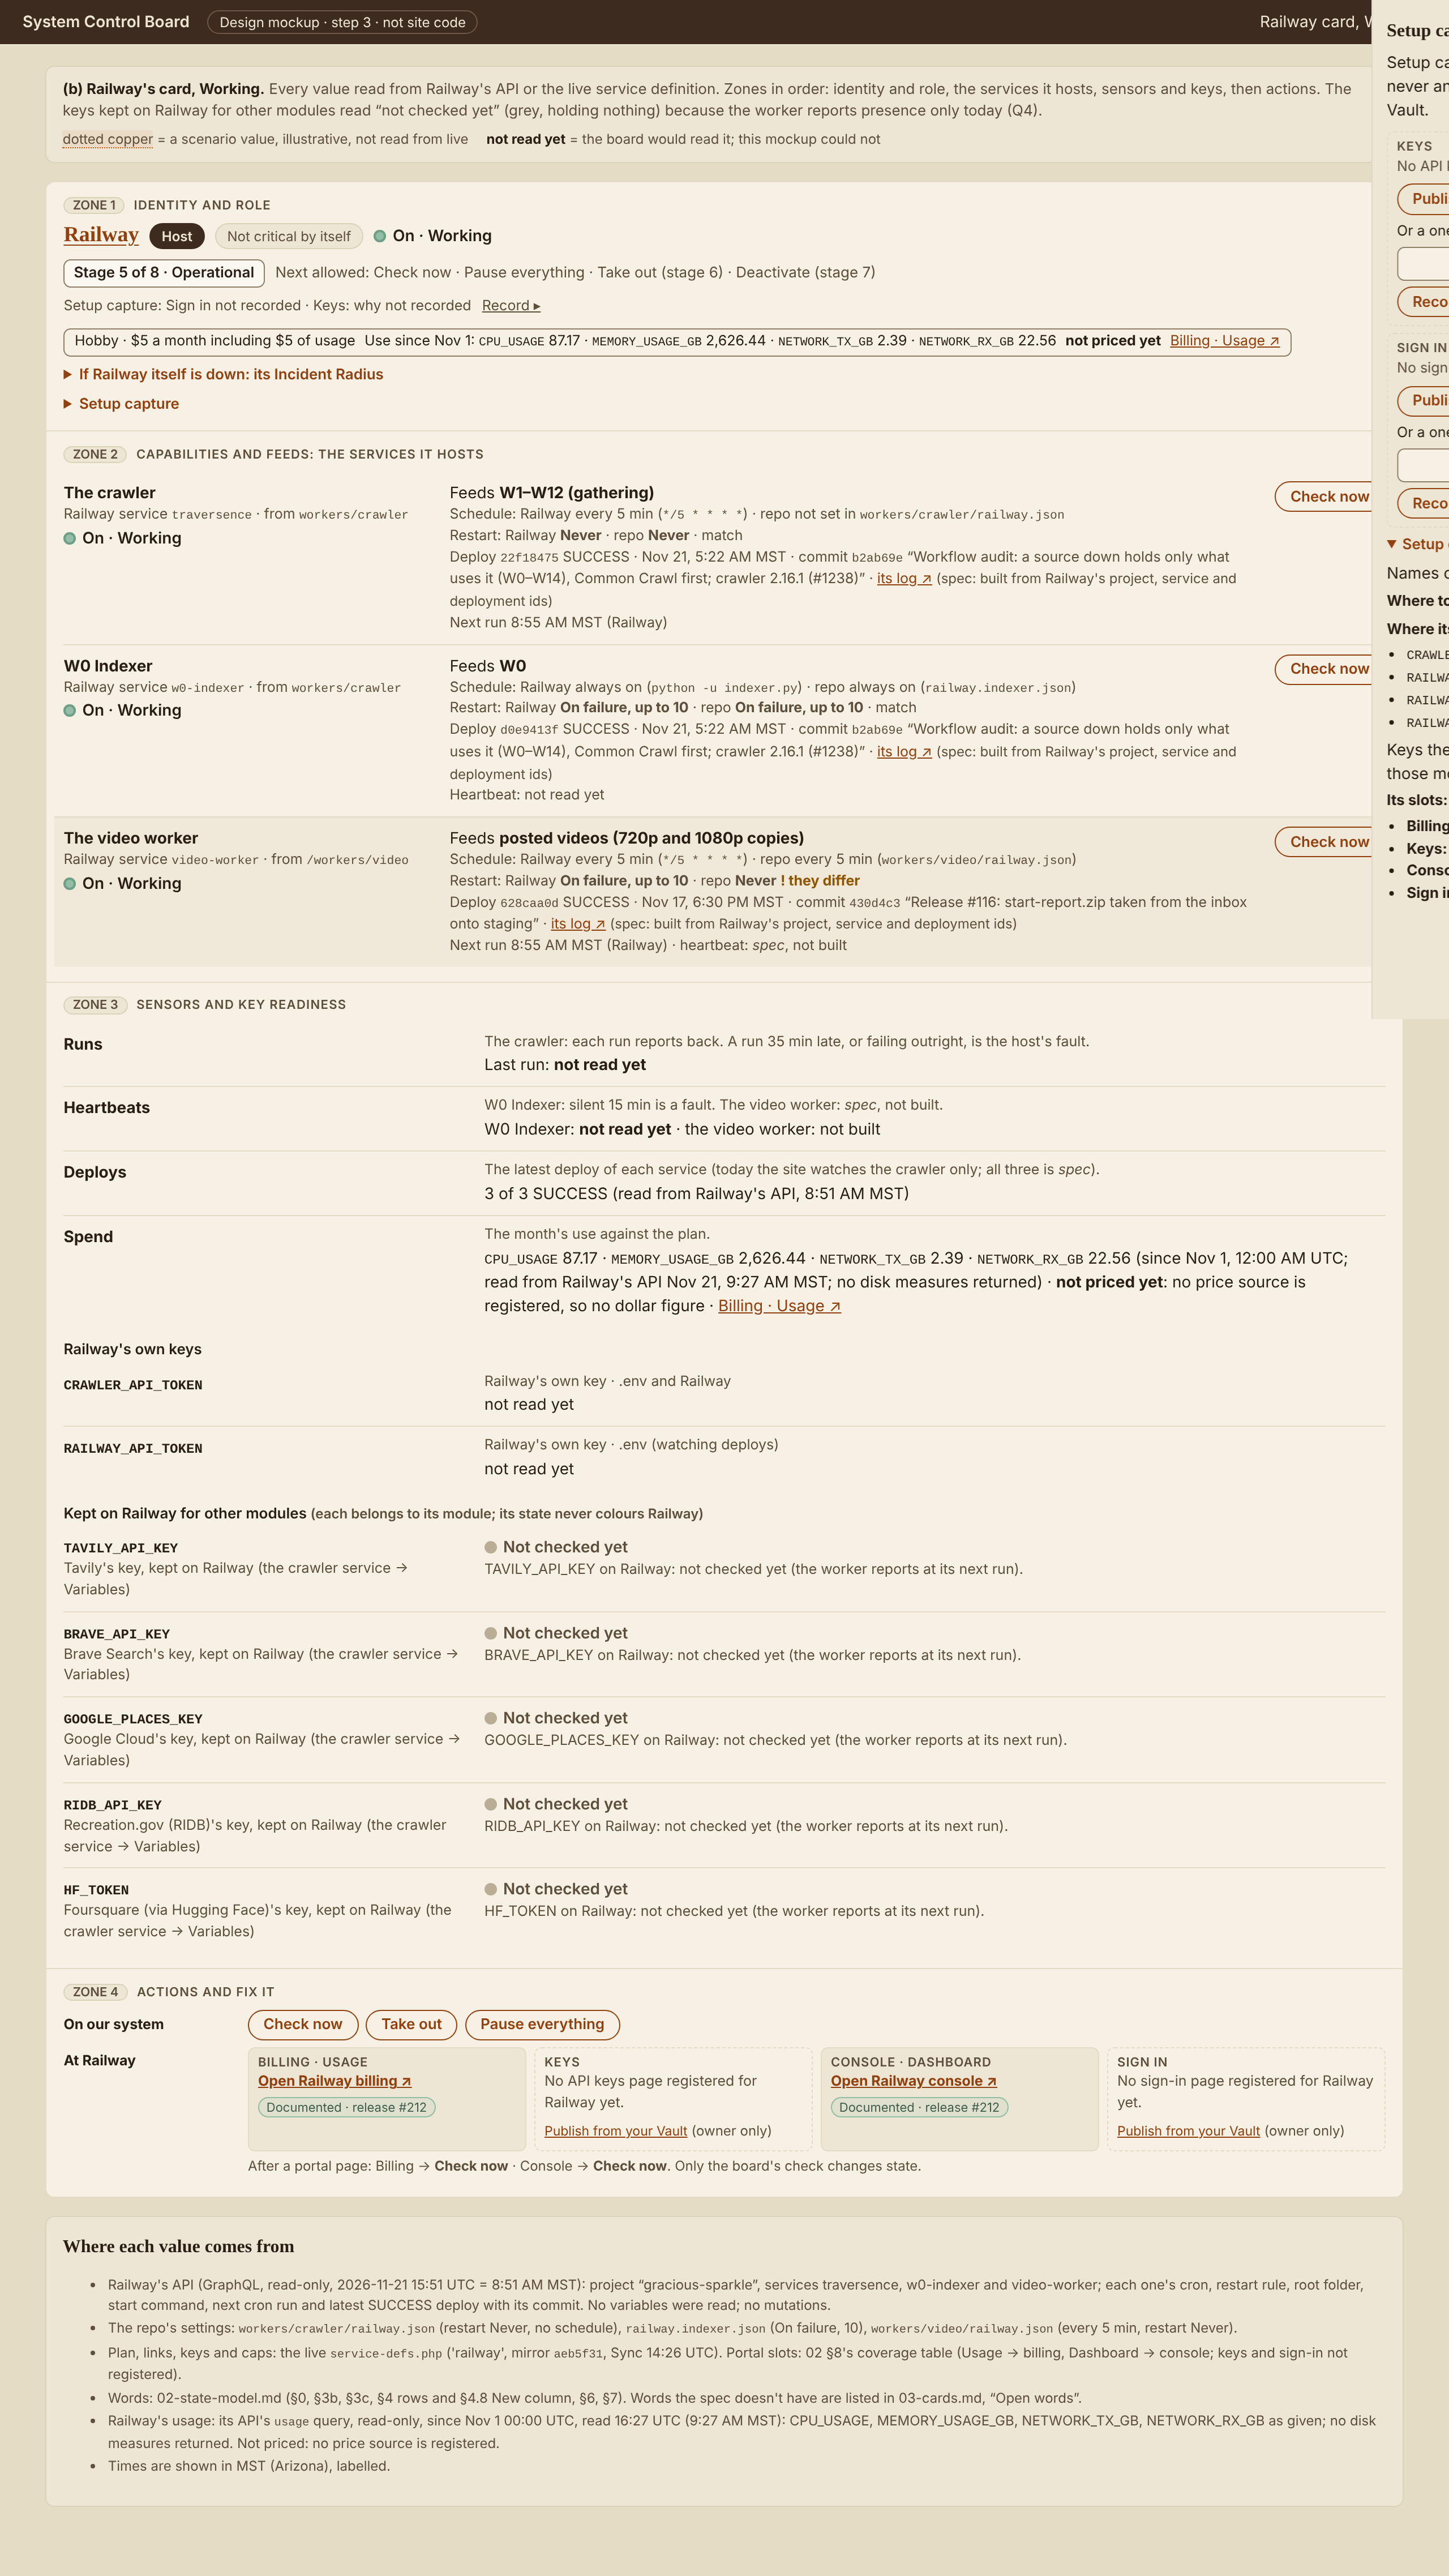 System Control Board
Design mockup · step 3 · not site code
Railway card, W
(b) Railway's card, Working. Every value read from Railway's API or the live service definition. Zones in order: identity and role, the services it hosts, sensors and keys, then actions. The
keys kept on Railway for other modules read “not checked yet” (grey, holding nothing) because the worker reports presence only today (Q4).
dotted copper = a scenario value, illustrative, not read from live not read yet = the board would read it; this mockup could not
ZONE 1 IDENTITY AND ROLE
Railway Host Not critical by itself On · Working
Stage 5 of 8 · Operational Next allowed: Check now · Pause everything · Take out (stage 6) · Deactivate (stage 7)
Setup capture: Sign in not recorded · Keys: why not recorded Record ▸
Hobby · $5 a month including $5 of usage Use since Nov 1: CPU_USAGE 87.17 · MEMORY_USAGE_GB 2,626.44 · NETWORK_TX_GB 2.39 · NETWORK_RX_GB 22.56 not priced yet Billing · Usage ↗
▶ If Railway itself is down: its Incident Radius
▶ Setup capture
ZONE 2 CAPABILITIES AND FEEDS: THE SERVICES IT HOSTS
The crawler
Railway service traversence · from workers/crawler
On · Working
Feeds W1–W12 (gathering)
Schedule: Railway every 5 min (*/5 * * * *) · repo not set in workers/crawler/railway.json
Restart: Railway Never · repo Never · match
Deploy 22f18475 SUCCESS · Nov 21, 5:22 AM MST · commit b2ab69e “Workflow audit: a source down holds only what
uses it (W0–W14), Common Crawl first; crawler 2.16.1 (#1238)” · its log ↗ (spec: built from Railway's project, service and
deployment ids)
Next run 8:55 AM MST (Railway)
Check now
W0 Indexer
Railway service w0-indexer · from workers/crawler
On · Working
Feeds W0
Schedule: Railway always on (python -u indexer.py) · repo always on (railway.indexer.json)
Restart: Railway On failure, up to 10 · repo On failure, up to 10 · match
Deploy d0e9413f SUCCESS · Nov 21, 5:22 AM MST · commit b2ab69e “Workflow audit: a source down holds only what
uses it (W0–W14), Common Crawl first; crawler 2.16.1 (#1238)” · its log ↗ (spec: built from Railway's project, service and
deployment ids)
Heartbeat: not read yet
Check now
The video worker
Railway service video-worker · from /workers/video
On · Working
Feeds posted videos (720p and 1080p copies)
Schedule: Railway every 5 min (*/5 * * * *) · repo every 5 min (workers/video/railway.json)
Restart: Railway On failure, up to 10 · repo Never ! they differ
Deploy 628caa0d SUCCESS · Nov 17, 6:30 PM MST · commit 430d4c3 “Release #116: start-report.zip taken from the inbox
onto staging” · its log ↗ (spec: built from Railway's project, service and deployment ids)
Next run 8:55 AM MST (Railway) · heartbeat: spec, not built
Check now
ZONE 3 SENSORS AND KEY READINESS
Runs
The crawler: each run reports back. A run 35 min late, or failing outright, is the host's fault.
Last run: not read yet
Heartbeats
W0 Indexer: silent 15 min is a fault. The video worker: spec, not built.
W0 Indexer: not read yet · the video worker: not built
Deploys
The latest deploy of each service (today the site watches the crawler only; all three is spec).
3 of 3 SUCCESS (read from Railway's API, 8:51 AM MST)
Spend
The month's use against the plan.
CPU_USAGE 87.17 · MEMORY_USAGE_GB 2,626.44 · NETWORK_TX_GB 2.39 · NETWORK_RX_GB 22.56 (since Nov 1, 12:00 AM UTC;
read from Railway's API Nov 21, 9:27 AM MST; no disk measures returned) · not priced yet: no price source is
registered, so no dollar figure · Billing · Usage ↗
Railway's own keys
CRAWLER_API_TOKEN
Railway's own key · .env and Railway
not read yet
RAILWAY_API_TOKEN
Railway's own key · .env (watching deploys)
not read yet
Kept on Railway for other modules (each belongs to its module; its state never colours Railway)
TAVILY_API_KEY
Tavily's key, kept on Railway (the crawler service →
Variables)
Not checked yet
TAVILY_API_KEY on Railway: not checked yet (the worker reports at its next run).
BRAVE_API_KEY
Brave Search's key, kept on Railway (the crawler service →
Variables)
Not checked yet
BRAVE_API_KEY on Railway: not checked yet (the worker reports at its next run).
GOOGLE_PLACES_KEY
Google Cloud's key, kept on Railway (the crawler service →
Variables)
Not checked yet
GOOGLE_PLACES_KEY on Railway: not checked yet (the worker reports at its next run).
RIDB_API_KEY
Recreation.gov (RIDB)'s key, kept on Railway (the crawler
service → Variables)
Not checked yet
RIDB_API_KEY on Railway: not checked yet (the worker reports at its next run).
HF_TOKEN
Foursquare (via Hugging Face)'s key, kept on Railway (the
crawler service → Variables)
Not checked yet
HF_TOKEN on Railway: not checked yet (the worker reports at its next run).
ZONE 4 ACTIONS AND FIX IT
On our system
Check now Take out Pause everything
At Railway
BILLING · USAGE
Open Railway billing ↗
Documented · release #212
KEYS
No API keys page registered for
Railway yet.
Publish from your Vault (owner only)
CONSOLE · DASHBOARD
Open Railway console ↗
Documented · release #212
SIGN IN
No sign-in page registered for Railway
yet.
Publish from your Vault (owner only)
After a portal page: Billing → Check now · Console → Check now. Only the board's check changes state.
Where each value comes from
• Railway's API (GraphQL, read-only, 2026-11-21 15:51 UTC = 8:51 AM MST): project “gracious-sparkle”, services traversence, w0-indexer and video-worker; each one's cron, restart rule, root folder,
start command, next cron run and latest SUCCESS deploy with its commit. No variables were read; no mutations.
• The repo's settings: workers/crawler/railway.json (restart Never, no schedule), railway.indexer.json (On failure, 10), workers/video/railway.json (every 5 min, restart Never).
• Plan, links, keys and caps: the live service-defs.php ('railway', mirror aeb5f31, Sync 14:26 UTC). Portal slots: 02 §8's coverage table (Usage → billing, Dashboard → console; keys and sign-in not
registered).
• Words: 02-state-model.md (§0, §3b, §3c, §4 rows and §4.8 New column, §6, §7). Words the spec doesn't have are listed in 03-cards.md, “Open words”.
• Railway's usage: its API's usage query, read-only, since Nov 1 00:00 UTC, read 16:27 UTC (9:27 AM MST): CPU_USAGE, MEMORY_USAGE_GB, NETWORK_TX_GB, NETWORK_RX_GB as given; no disk
measures returned. Not priced: no price source is registered.
• Times are shown in MST (Arizona), labelled.
Setup ca
Setup ca
never an
Vault.
KEYS
No API
Publi
Or a one
Reco
SIGN IN
No sign
Publi
Or a one
Reco
▼ Setup
Names o
Where to
Where its
• CRAWLE
• RAILWA
• RAILWA
• RAILWA
Keys the
those mo
Its slots:
• Billing
• Keys:
• Conso
• Sign in